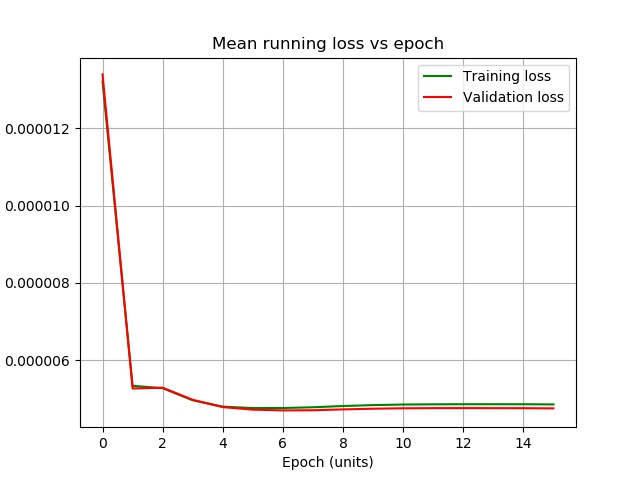 Mean running loss vs epoch
Training loss
Validation loss
0.000012
0.000010
0.000008
0.000006
0 2 4 6 8 10 12 14
Epoch (units)